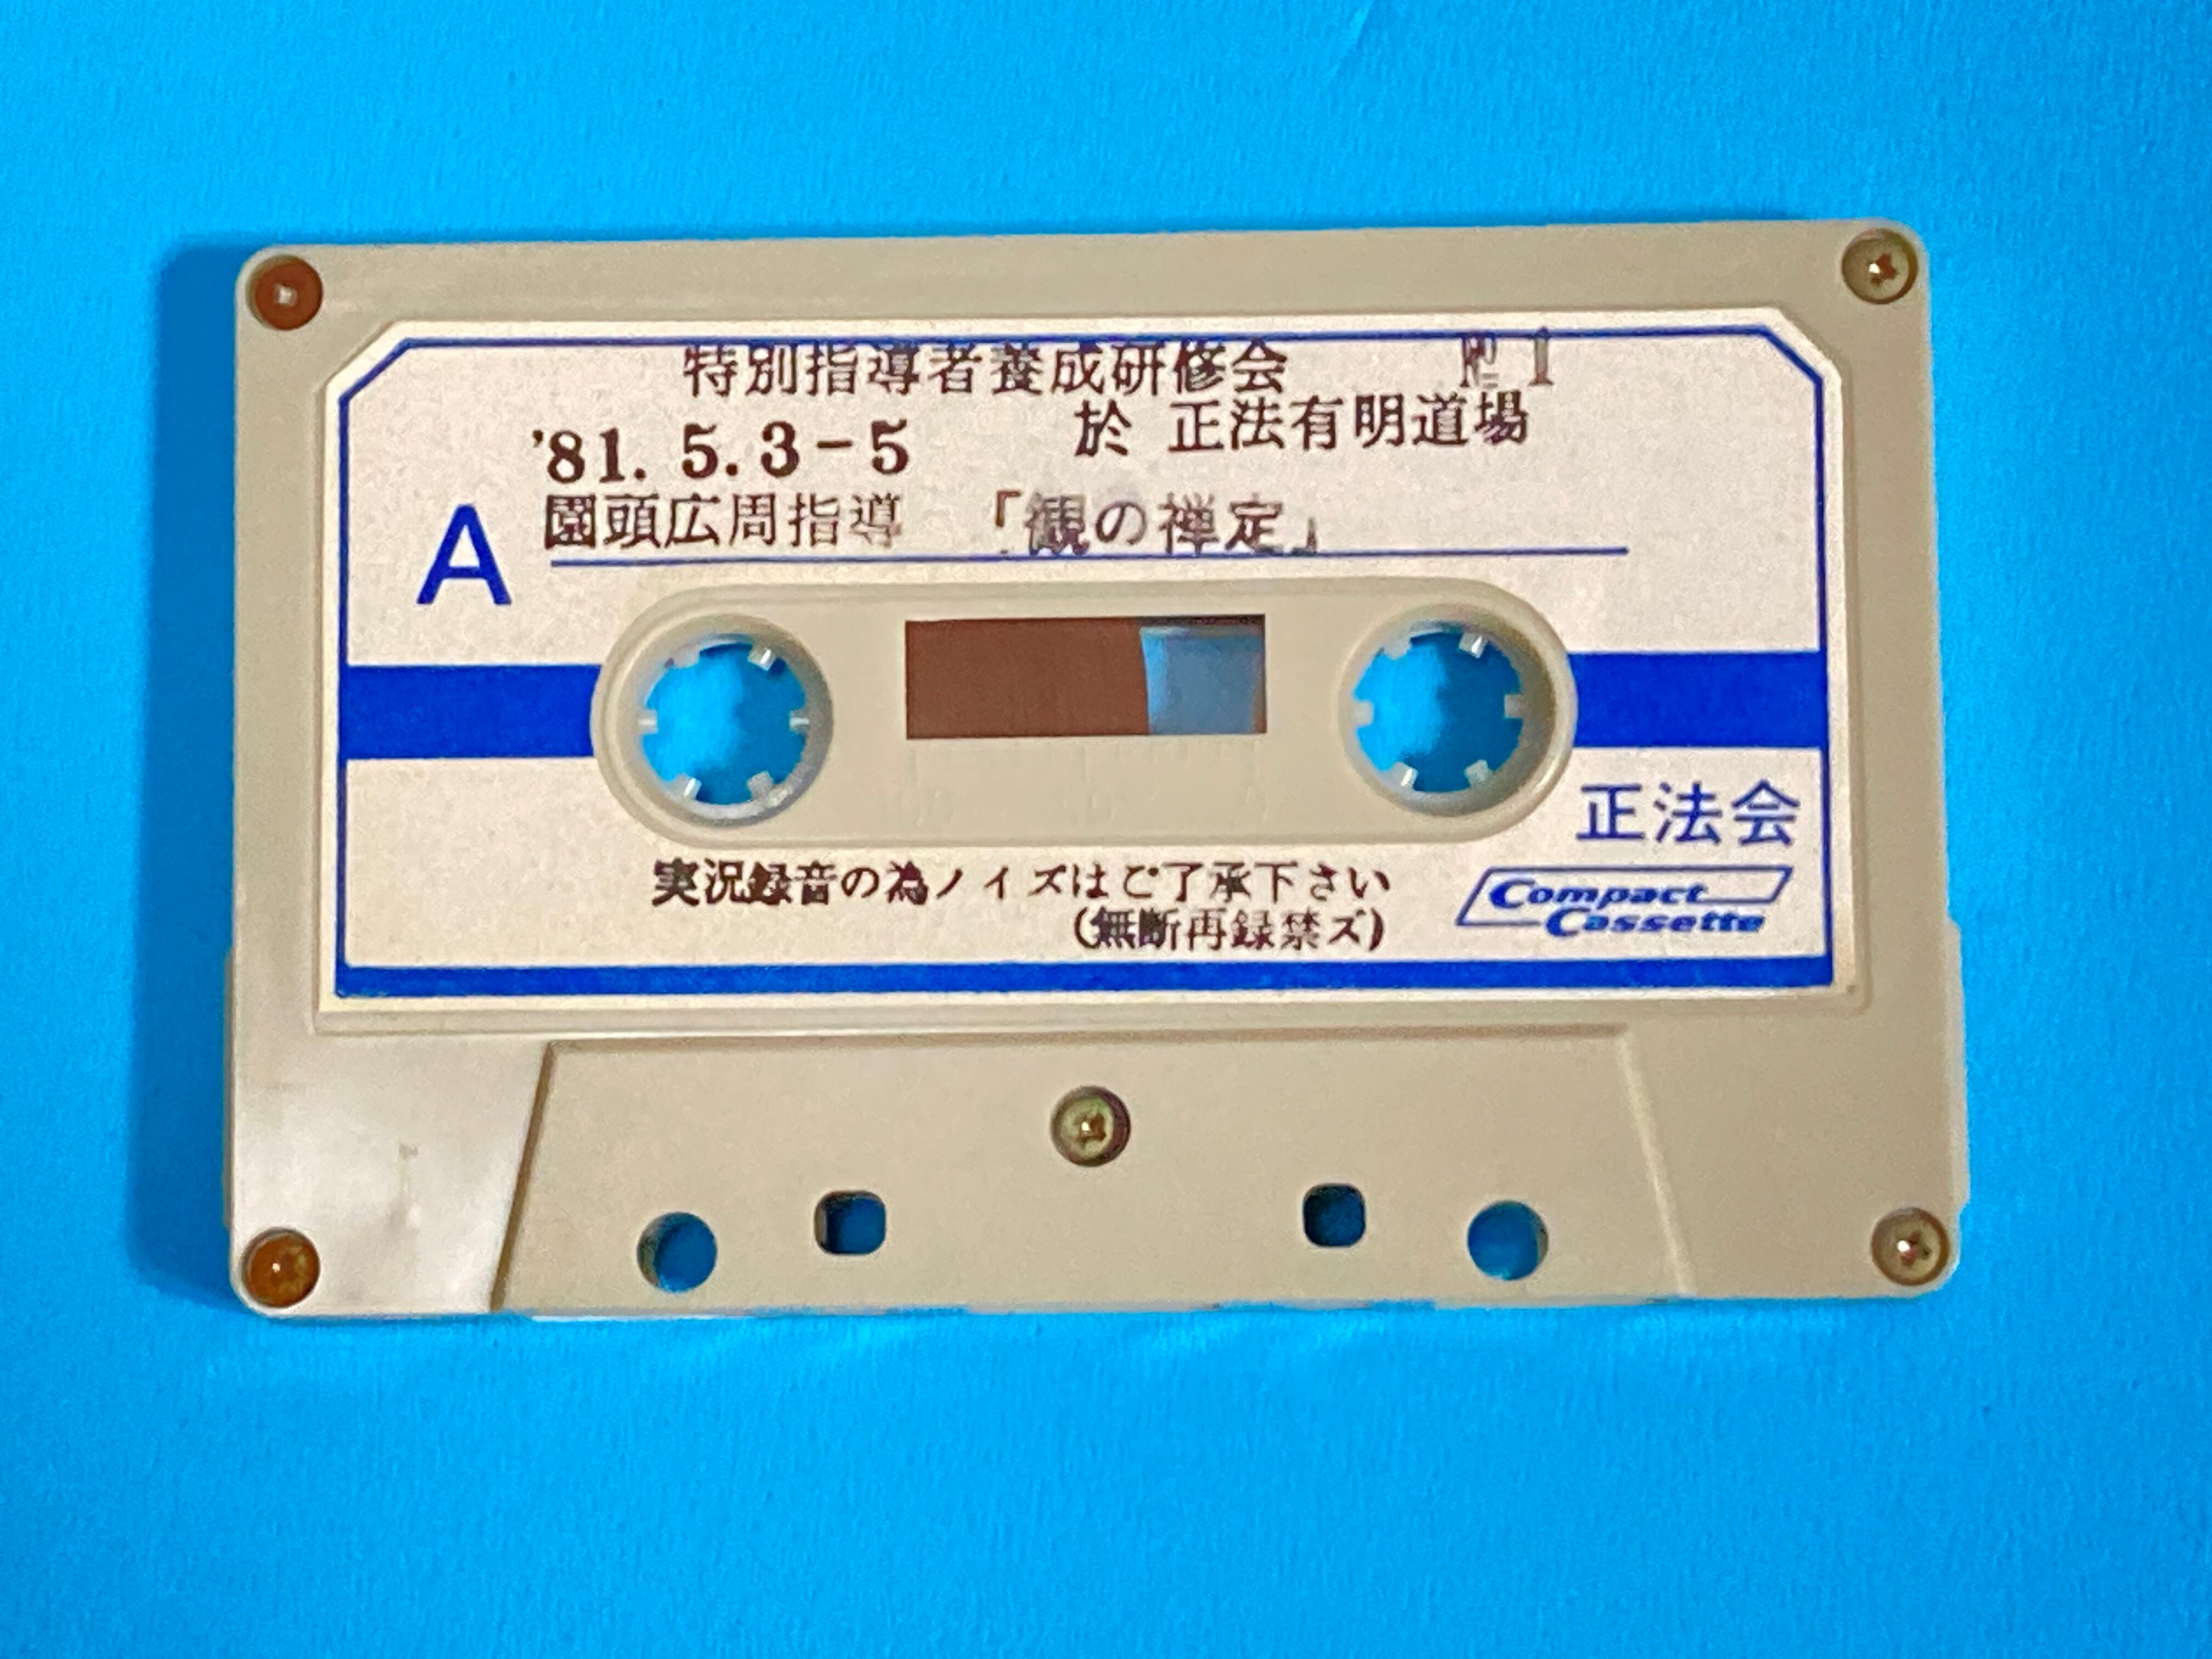 特別指導者養成研修会 № 1
'81. 5. 3-5 於 正法有明道場
園頭広周指導 「観の禅定」
A
正法会
実況録音の為ノイズはご了承下さい
(無断再録禁ズ)
Compact
Cassette